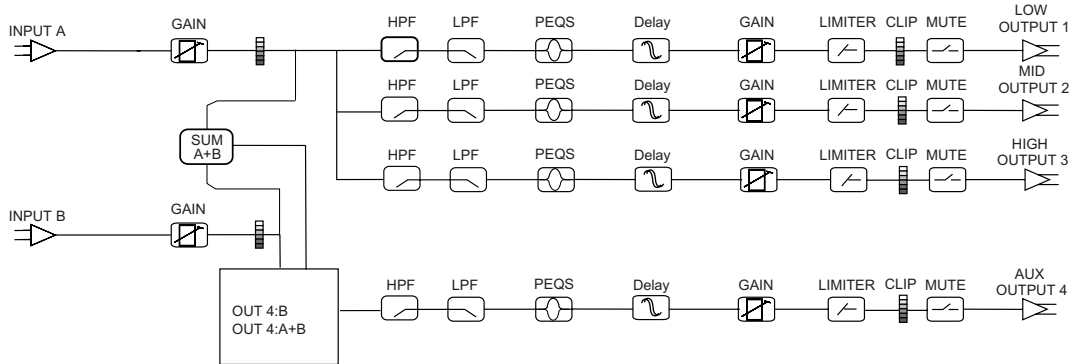 INPUT A
GAIN
HPF LPF PEQS Delay GAIN LIMITER CLIP MUTE
LOW
OUTPUT 1
HPF LPF PEQS Delay GAIN LIMITER CLIP MUTE
MID
OUTPUT 2
SUM
A+B
HPF LPF PEQS Delay GAIN LIMITER CLIP MUTE
HIGH
OUTPUT 3
INPUT B
GAIN
OUT 4:B
OUT 4:A+B
HPF LPF PEQS Delay GAIN LIMITER CLIP MUTE
AUX
OUTPUT 4